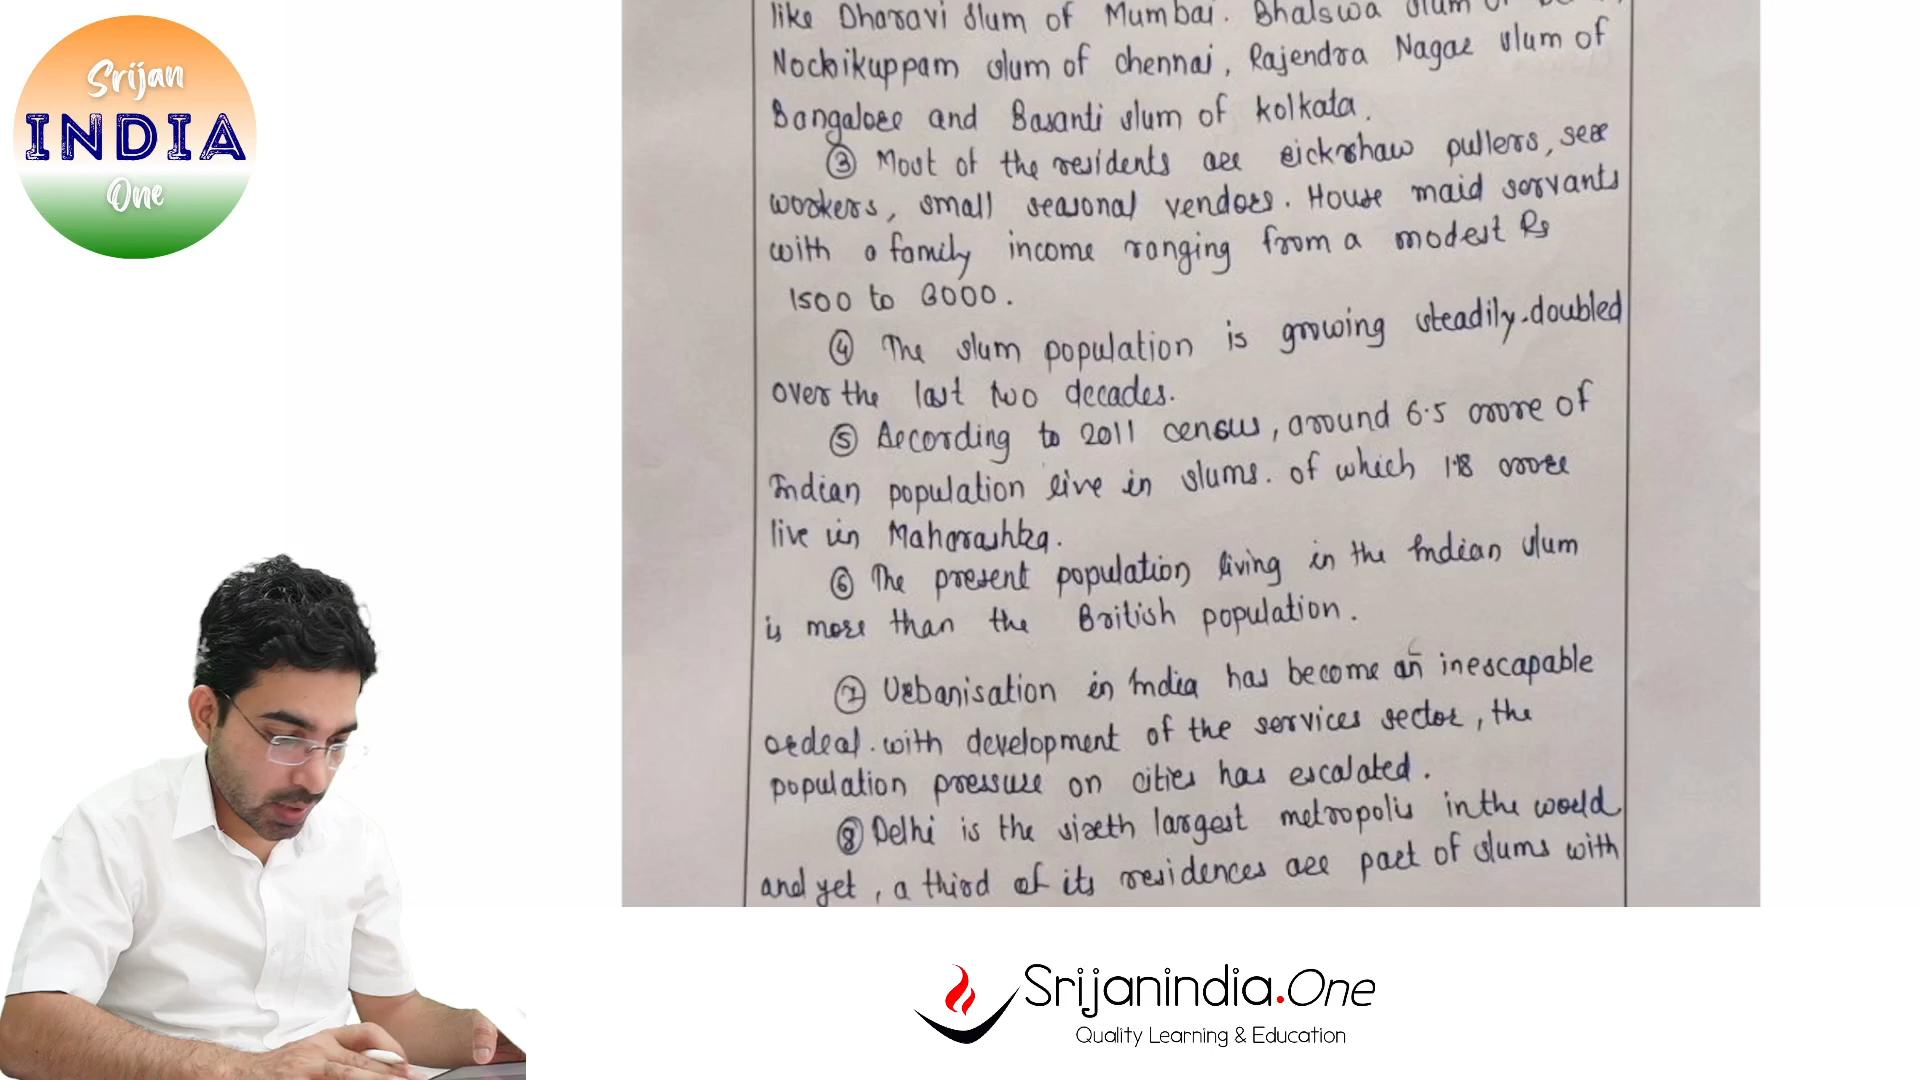 Srijan
INDIA
One
like Dharavi slum of Mumbai. Bhalswa slum of
Nochikuppam slum of chennai, Rajendra Nagar slum of
Bangalore and Basanti slum of kolkata.
③ Most of the residents are rickshaw pullers, sex
workers, small seasonal vendors. House maid servants
with a family income ranging from a modest Rs
1500 to 3000.
④ The slum population is growing steadily.doubled
over the last two decades.
⑤ According to 2011 census, around 6.5 crore of
Indian population live in slums. of which 1.8 crore
live in Maharashtra.
⑥ The present population living in the Indian slum
is more than the British population.
⑦ Urbanisation in India has become an inescapable
ordeal. with development of the services sector, the
population pressure on cities has escalated.
⑧ Delhi is the sixth largest metropolis in the world
and yet, a third of its residences are part of slums with
Srijanindia.One
Quality Learning & Education